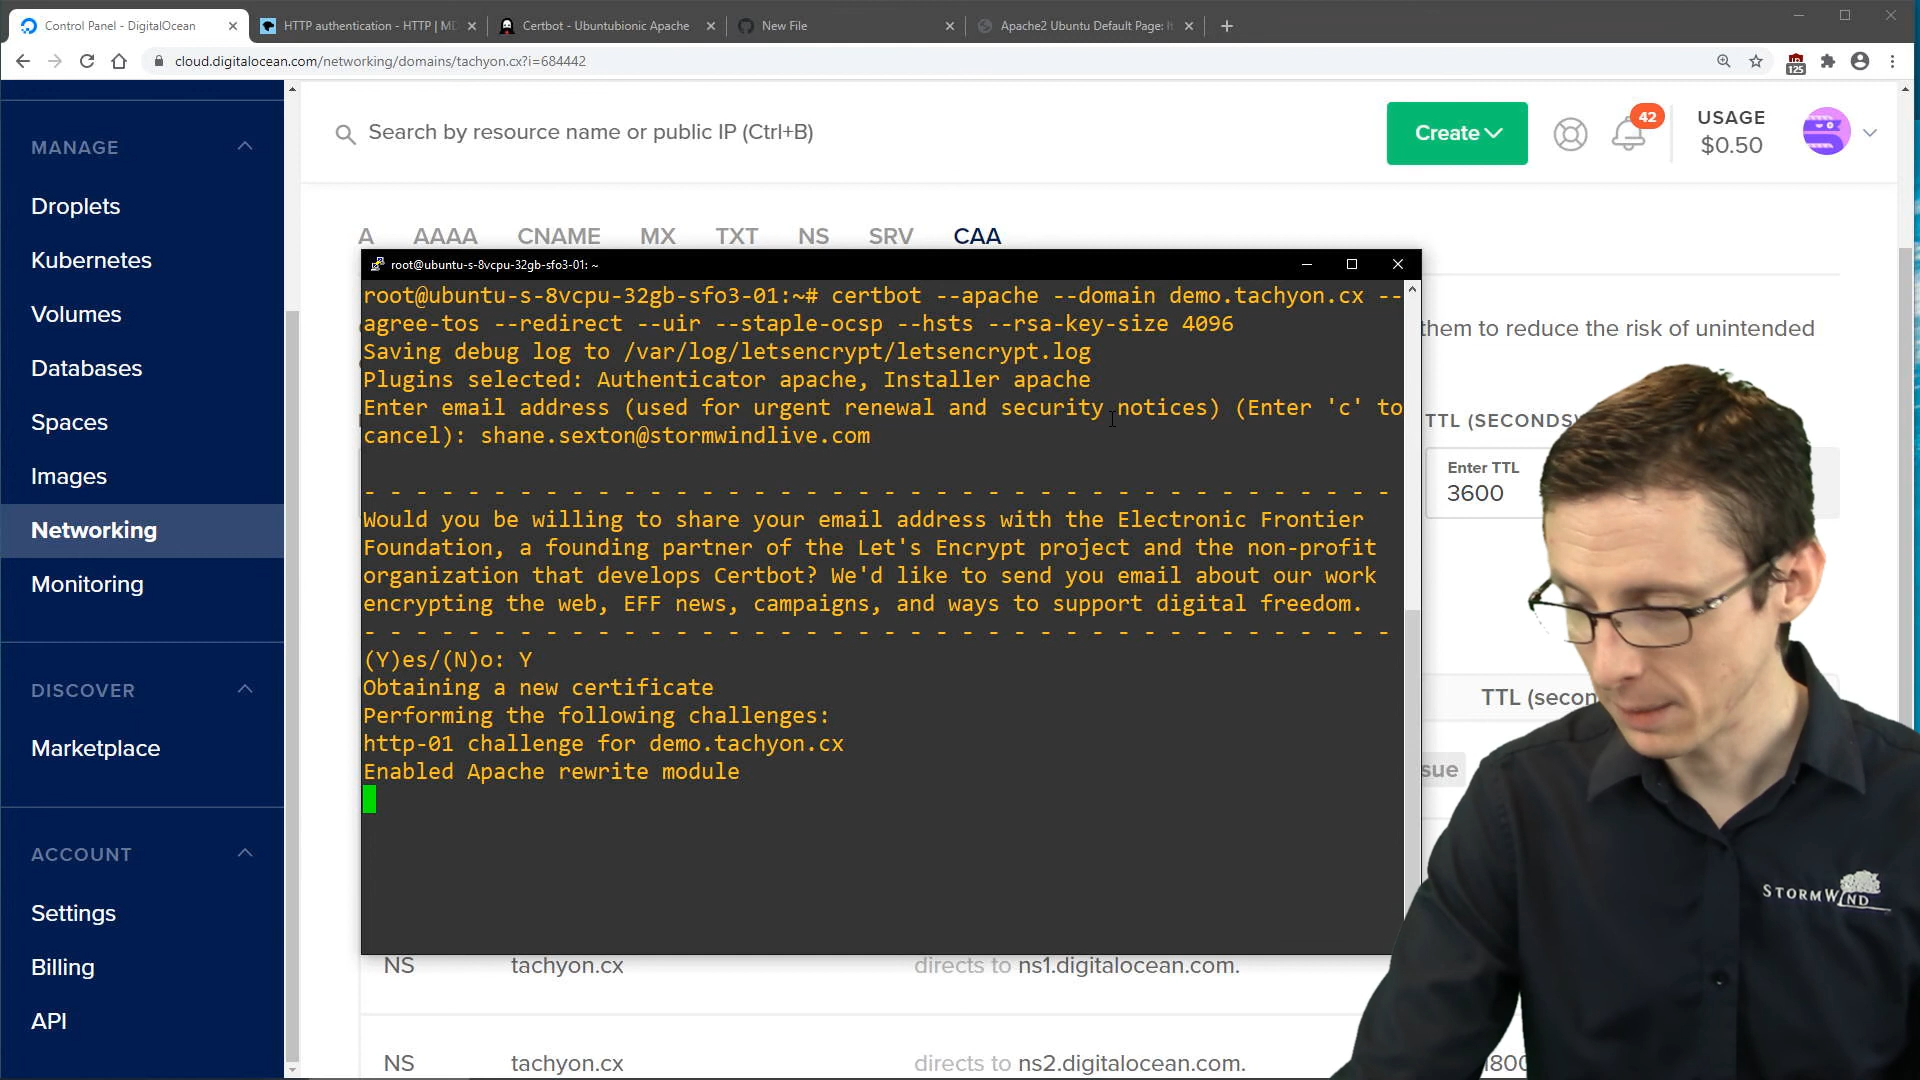 Control Panel - DigitalOcean
HTTP authentication - HTTP | MD
Certbot - Ubuntubionic Apache
New File
Apache2 Ubuntu Default Page: It
cloud.digitalocean.com/networking/domains/tachyon.cx?i=684442
125
MANAGE
Droplets
Kubernetes
Volumes
Databases
Spaces
Images
Networking
Monitoring
DISCOVER
Marketplace
ACCOUNT
Settings
Billing
API
Search by resource name or public IP (Ctrl+B)
Create
42
USAGE
$0.50
A AAAA CNAME MX TXT NS SRV CAA
them to reduce the risk of unintended
TTL (SECONDS)
Enter TTL
3600
TTL (secon
sue
root@ubuntu-s-8vcpu-32gb-sfo3-01: ~
root@ubuntu-s-8vcpu-32gb-sfo3-01:~# certbot --apache --domain demo.tachyon.cx --
agree-tos --redirect --uir --staple-ocsp --hsts --rsa-key-size 4096
Saving debug log to /var/log/letsencrypt/letsencrypt.log
Plugins selected: Authenticator apache, Installer apache
Enter email address (used for urgent renewal and security notices) (Enter 'c' to
cancel): shane.sexton@stormwindlive.com
- - - - - - - - - - - - - - - - - - - - - - - - - - - - - - - - - - - - - - - -
Would you be willing to share your email address with the Electronic Frontier
Foundation, a founding partner of the Let's Encrypt project and the non-profit
organization that develops Certbot? We'd like to send you email about our work
encrypting the web, EFF news, campaigns, and ways to support digital freedom.
- - - - - - - - - - - - - - - - - - - - - - - - - - - - - - - - - - - - - - - -
(Y)es/(N)o: Y
Obtaining a new certificate
Performing the following challenges:
http-01 challenge for demo.tachyon.cx
Enabled Apache rewrite module
NS tachyon.cx directs to ns1.digitalocean.com.
NS tachyon.cx directs to ns2.digitalocean.com. 1800
STORMWIND